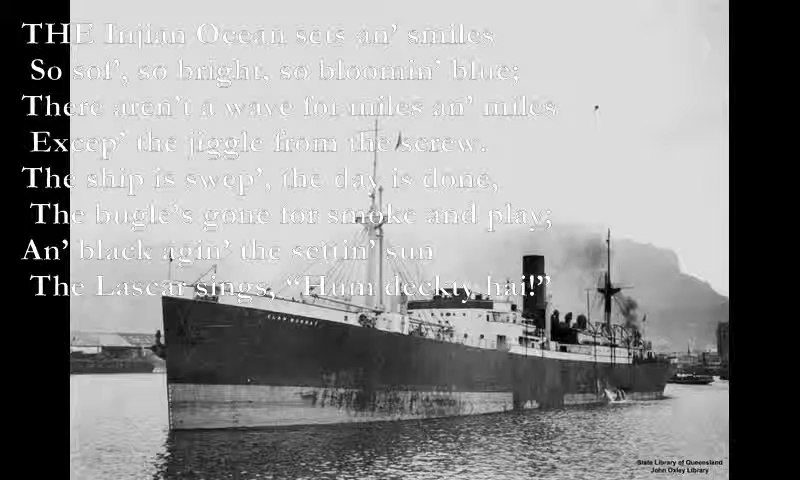 THE Injian Ocean sets an' smiles
So sof', so bright, so bloomin' blue;
There aren't a wave for miles an' miles
Excep' the jiggle from the screw.
The ship is swep', the day is done,
The bugle's gone for smoke and play;
An' black agin' the settin' sun
The Lascar sings, “Hum deckty hai!”
CLAN MURRAY
State Library of Queensland
John Oxley Library